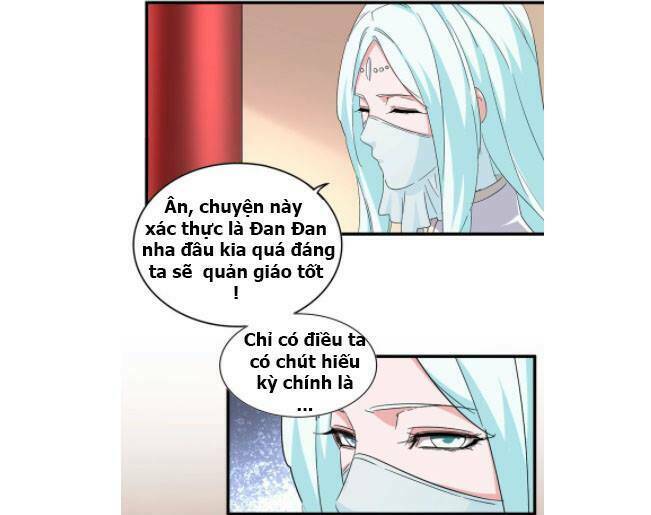 Ân, chuyện này
xác thực là Đan Đan
nha đâu kia quá đáng
ta sẽ quản giáo tốt
!
Chỉ có điều ta
có chút hiếu
kỳ chính là
...